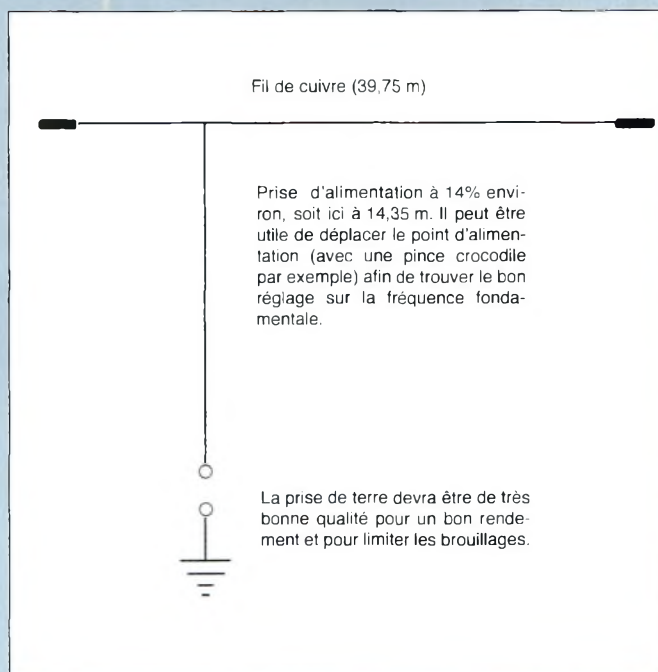 Fil de cuivre (39,75 m)
Prise d'alimentation à 14% envi-
ron, soit ici à 14,35 m. Il peut être
utile de déplacer le point d'alimen-
tation (avec une pince crocodile
par exemple) afin de trouver le bon
réglage sur la fréquence fonda-
mentale.
La prise de terre devra être de très
bonne qualité pour un bon rende-
ment et pour limiter les brouillages.